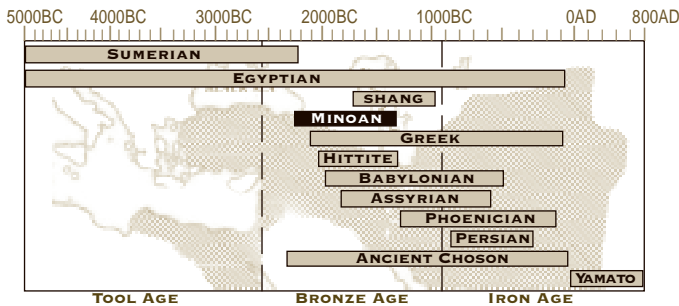 5000BC 4000BC 3000BC 2000BC 1000BC 0AD 800AD
SUMERIAN
EGYPTIAN
SHANG
MINOAN
GREEK
HITTITE
BABYLONIAN
ASSYRIAN
PHOENICIAN
PERSIAN
ANCIENT CHOSON
YAMATO
TOOL AGE BRONZE AGE IRON AGE